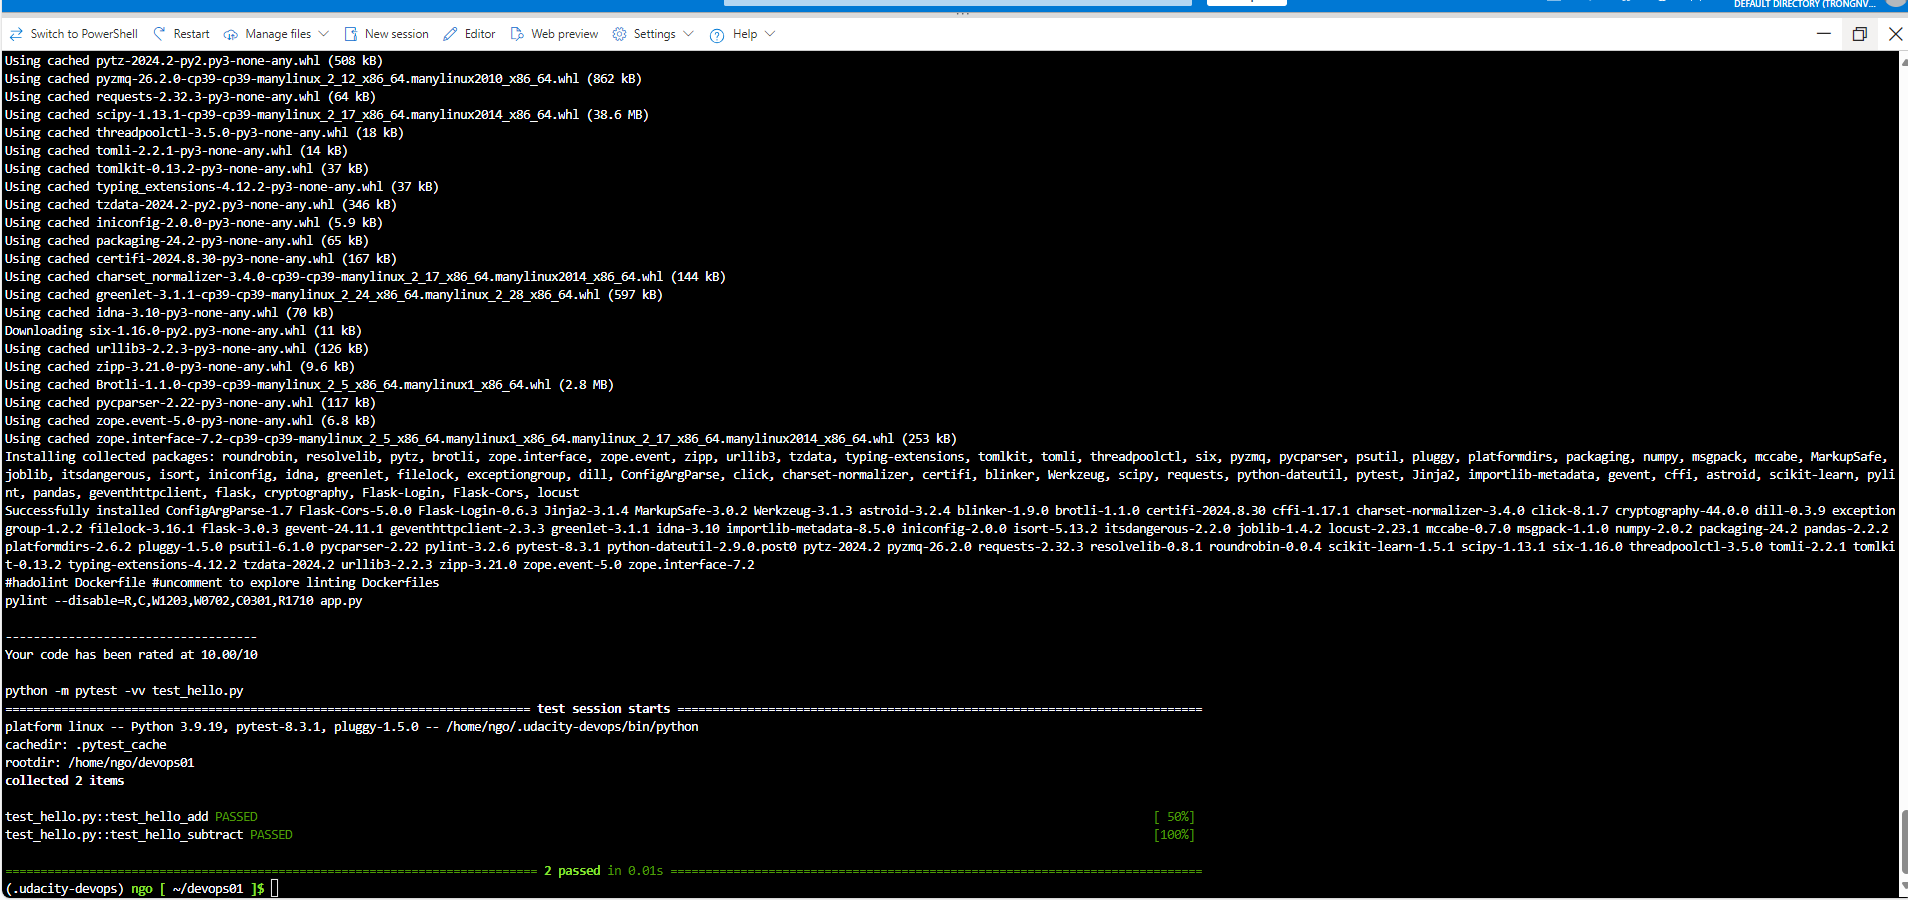 DEFAULT DIRECTORY (TRONGNV...
...
Switch to PowerShell Restart Manage files New session Editor Web preview Settings Help
Using cached pytz-2024.2-py2.py3-none-any.whl (508 kB)
Using cached pyzmq-26.2.0-cp39-cp39-manylinux_2_12_x86_64.manylinux2010_x86_64.whl (862 kB)
Using cached requests-2.32.3-py3-none-any.whl (64 kB)
Using cached scipy-1.13.1-cp39-cp39-manylinux_2_17_x86_64.manylinux2014_x86_64.whl (38.6 MB)
Using cached threadpoolctl-3.5.0-py3-none-any.whl (18 kB)
Using cached tomli-2.2.1-py3-none-any.whl (14 kB)
Using cached tomlkit-0.13.2-py3-none-any.whl (37 kB)
Using cached typing_extensions-4.12.2-py3-none-any.whl (37 kB)
Using cached tzdata-2024.2-py2.py3-none-any.whl (346 kB)
Using cached iniconfig-2.0.0-py3-none-any.whl (5.9 kB)
Using cached packaging-24.2-py3-none-any.whl (65 kB)
Using cached certifi-2024.8.30-py3-none-any.whl (167 kB)
Using cached charset_normalizer-3.4.0-cp39-cp39-manylinux_2_17_x86_64.manylinux2014_x86_64.whl (144 kB)
Using cached greenlet-3.1.1-cp39-cp39-manylinux_2_24_x86_64.manylinux_2_28_x86_64.whl (597 kB)
Using cached idna-3.10-py3-none-any.whl (70 kB)
Downloading six-1.16.0-py2.py3-none-any.whl (11 kB)
Using cached urllib3-2.2.3-py3-none-any.whl (126 kB)
Using cached zipp-3.21.0-py3-none-any.whl (9.6 kB)
Using cached Brotli-1.1.0-cp39-cp39-manylinux_2_5_x86_64.manylinux1_x86_64.whl (2.8 MB)
Using cached pycparser-2.22-py3-none-any.whl (117 kB)
Using cached zope.event-5.0-py3-none-any.whl (6.8 kB)
Using cached zope.interface-7.2-cp39-cp39-manylinux_2_5_x86_64.manylinux1_x86_64.manylinux_2_17_x86_64.manylinux2014_x86_64.whl (253 kB)
Installing collected packages: roundrobin, resolvelib, pytz, brotli, zope.interface, zope.event, zipp, urllib3, tzdata, typing-extensions, tomlkit, tomli, threadpoolctl, six, pyzmq, pycparser, psutil, pluggy, platformdirs, packaging, numpy, msgpack, mccabe, MarkupSafe,
joblib, itsdangerous, isort, iniconfig, idna, greenlet, filelock, exceptiongroup, dill, ConfigArgParse, click, charset-normalizer, certifi, blinker, Werkzeug, scipy, requests, python-dateutil, pytest, Jinja2, importlib-metadata, gevent, cffi, astroid, scikit-learn, pyli
nt, pandas, geventhttpclient, flask, cryptography, Flask-Login, Flask-Cors, locust
Successfully installed ConfigArgParse-1.7 Flask-Cors-5.0.0 Flask-Login-0.6.3 Jinja2-3.1.4 MarkupSafe-3.0.2 Werkzeug-3.1.3 astroid-3.2.4 blinker-1.9.0 brotli-1.1.0 certifi-2024.8.30 cffi-1.17.1 charset-normalizer-3.4.0 click-8.1.7 cryptography-44.0.0 dill-0.3.9 exception
group-1.2.2 filelock-3.16.1 flask-3.0.3 gevent-24.11.1 geventhttpclient-2.3.3 greenlet-3.1.1 idna-3.10 importlib-metadata-8.5.0 iniconfig-2.0.0 isort-5.13.2 itsdangerous-2.2.0 joblib-1.4.2 locust-2.23.1 mccabe-0.7.0 msgpack-1.1.0 numpy-2.0.2 packaging-24.2 pandas-2.2.2
platformdirs-2.6.2 pluggy-1.5.0 psutil-6.1.0 pycparser-2.22 pylint-3.2.6 pytest-8.3.1 python-dateutil-2.9.0.post0 pytz-2024.2 pyzmq-26.2.0 requests-2.32.3 resolvelib-0.8.1 roundrobin-0.0.4 scikit-learn-1.5.1 scipy-1.13.1 six-1.16.0 threadpoolctl-3.5.0 tomli-2.2.1 tomlki
t-0.13.2 typing-extensions-4.12.2 tzdata-2024.2 urllib3-2.2.3 zipp-3.21.0 zope.event-5.0 zope.interface-7.2
#hadolint Dockerfile #uncomment to explore linting Dockerfiles
pylint --disable=R,C,W1203,W0702,C0301,R1710 app.py
------------------------------------
Your code has been rated at 10.00/10
python -m pytest -vv test_hello.py
=========================================================================== test session starts ===========================================================================
platform linux -- Python 3.9.19, pytest-8.3.1, pluggy-1.5.0 -- /home/ngo/.udacity-devops/bin/python
cachedir: .pytest_cache
rootdir: /home/ngo/devops01
collected 2 items
test_hello.py::test_hello_add PASSED [ 50%]
test_hello.py::test_hello_subtract PASSED [100%]
============================================================================ 2 passed in 0.01s ============================================================================
(.udacity-devops) ngo [ ~/devops01 ]$